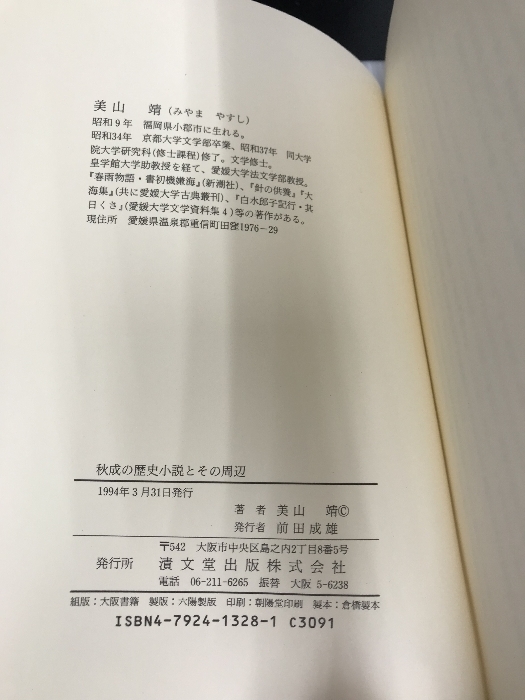 美山　靖（みやま　やすし）
昭和9年　福岡県小郡市に生れる。
昭和34年　京都大学文学部卒業、昭和37年　同大学
院大学研究科(修士課程)修了。文学修士。
皇学館大学助教授を経て、愛媛大学法文学部教授。
『春雨物語・書初機嫌海』(新潮社)、『針の供養』『大
海集』(共に愛媛大学古典叢刊)、『白水郎子記行・其
日くさ』(愛媛大学文学資料集4)等の著作がある。
現住所　愛媛県温泉郡重信町田窪1976－29
秋成の歴史小説とその周辺
1994年3月31日発行
著　者　美山　靖©
発行者　前田成雄
〒542　大阪市中央区島之内2丁目8番5号
発行所　清文堂出版株式会社
電話　06-211-6265　振替　大阪5-6238
組版：大阪書籍　製版：六陽製版　印刷：朝陽堂印刷　製本：倉橋製本
ISBN4-7924-1328-1　C3091